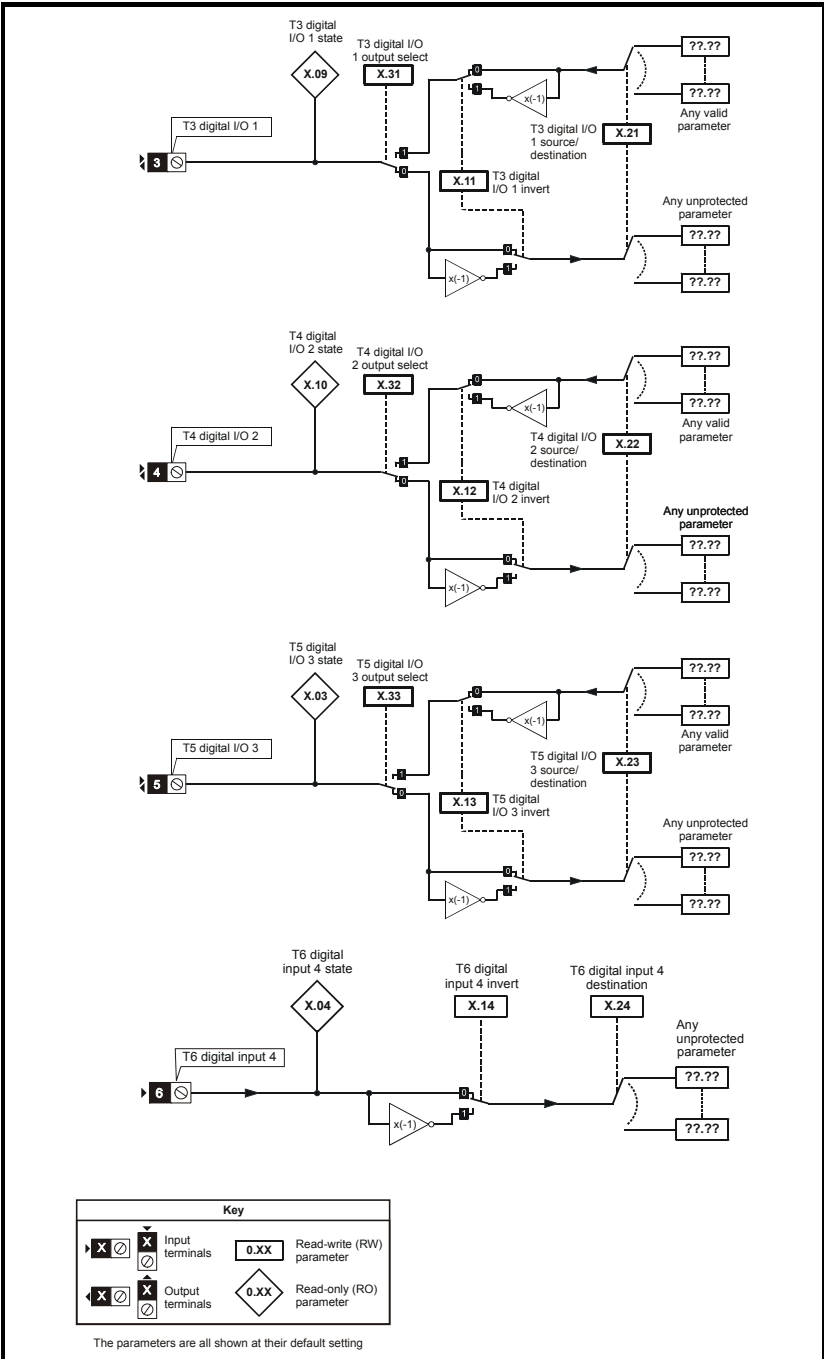 T3 digital
I/O 1 state
T3 digital I/O
1 output select
X.09
X.31
0
1
x(-1)
??.??
??.??
Any valid
parameter
T3 digital I/O 1
T3 digital I/O
1 source/
destination
X.21
3
1
0
X.11
T3 digital
I/O 1 invert
Any unprotected
parameter
0
1
x(-1)
??.??
??.??
T4 digital
I/O 2 state
T4 digital I/O
2 output select
X.10
X.32
0
1
x(-1)
??.??
??.??
Any valid
parameter
T4 digital I/O 2
T4 digital I/O
2 source/
destination
X.22
4
1
0
X.12
T4 digital
I/O 2 invert
Any unprotected
parameter
0
1
x(-1)
??.??
??.??
T5 digital
I/O 3 state
T5 digital I/O
3 output select
X.03
X.33
0
1
x(-1)
??.??
??.??
Any valid
parameter
T5 digital I/O 3
T5 digital I/O
3 source/
destination
X.23
5
1
0
X.13
T5 digital
I/O 3 invert
Any unprotected
parameter
0
1
x(-1)
??.??
??.??
T6 digital
input 4 state
T6 digital
input 4 invert
T6 digital input 4
destination
X.04
X.14
X.24
Any
unprotected
parameter
T6 digital input 4
6
0
1
x(-1)
??.??
??.??
Key
X
X
Input
terminals
0.XX
Read-write (RW)
parameter
X
X
Output
terminals
0.XX
Read-only (RO)
parameter
The parameters are all shown at their default setting